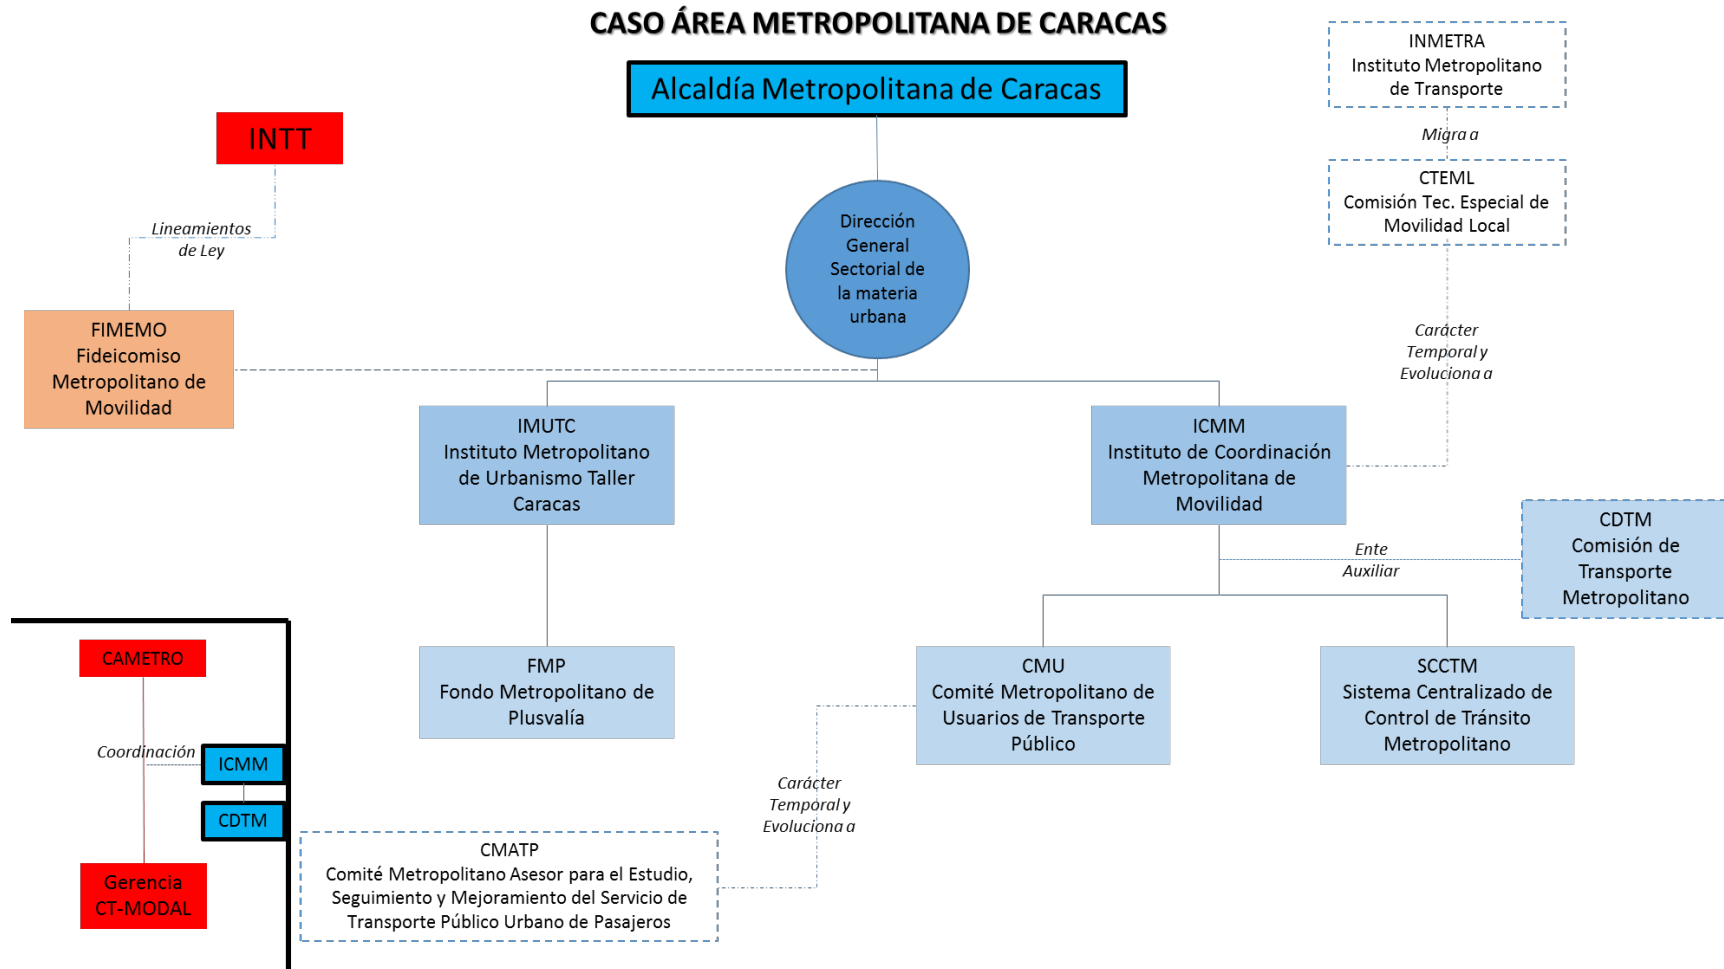 CASO ÁREA METROPOLITANA DE CARACAS
Alcaldía Metropolitana de Caracas
INMETRA
Instituto Metropolitano
de Transporte
Migra a
CTEML
Comisión Tec. Especial de
Movilidad Local
INTT
Lineamientos
de Ley
Dirección
General
Sectorial de
la materia
urbana
FIMEMO
Fideicomiso
Metropolitano de
Movilidad
Carácter
Temporal y
Evoluciona a
IMUTC
Instituto Metropolitano
de Urbanismo Taller
Caracas
ICMM
Instituto de Coordinación
Metropolitana de
Movilidad
Ente
Auxiliar
CDTM
Comisión de
Transporte
Metropolitano
FMP
Fondo Metropolitano de
Plusvalía
CMU
Comité Metropolitano de
Usuarios de Transporte
Público
SCCTM
Sistema Centralizado de
Control de Tránsito
Metropolitano
CAMETRO
Coordinación
ICMM
CDTM
Gerencia
CT-MODAL
Carácter
Temporal y
Evoluciona a
CMATP
Comité Metropolitano Asesor para el Estudio,
Seguimiento y Mejoramiento del Servicio de
Transporte Público Urbano de Pasajeros